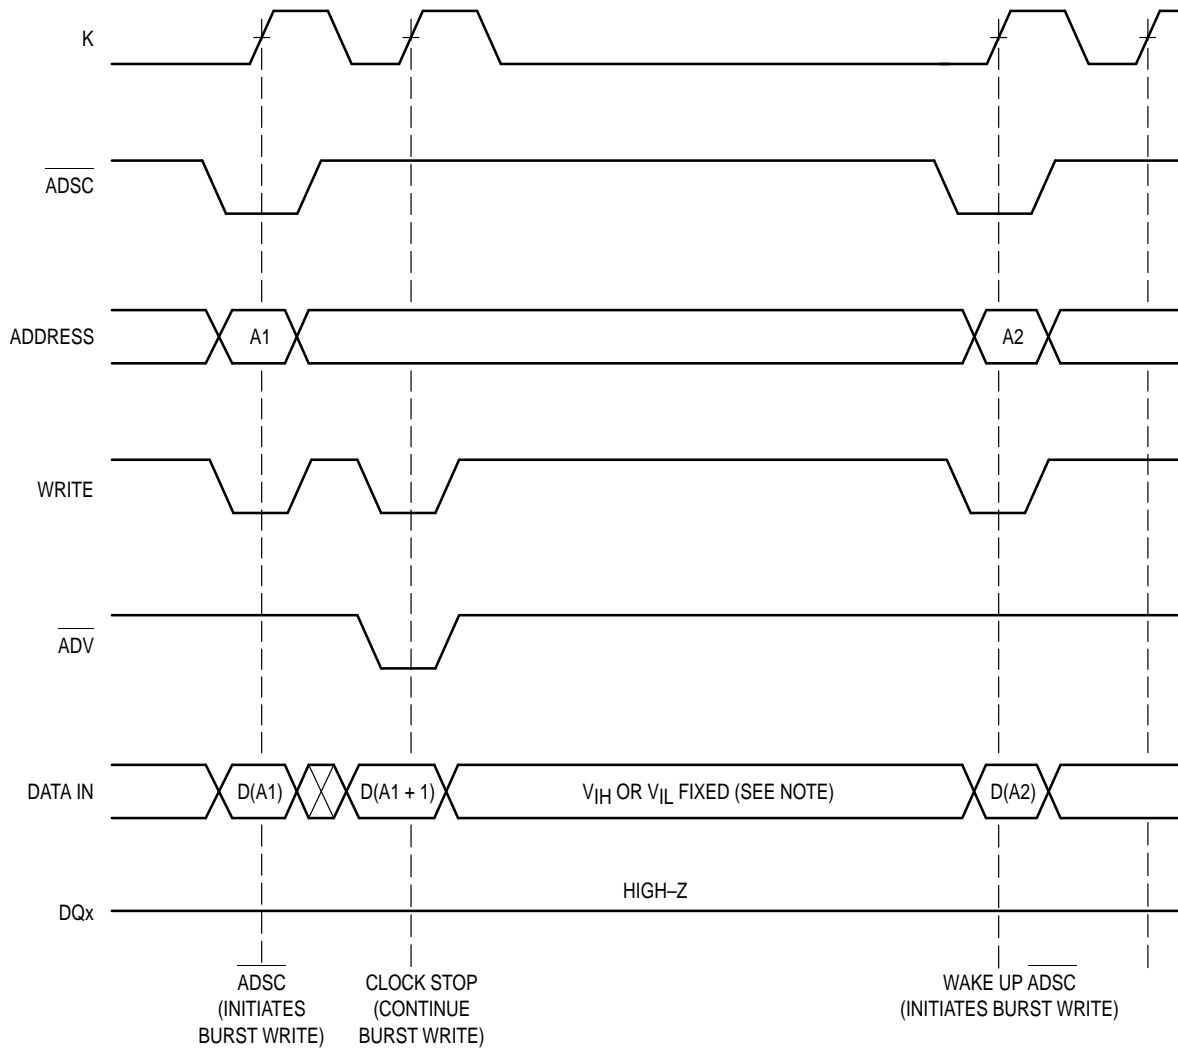 K
ADSC
ADDRESS
A1
A2
WRITE
ADV
DATA IN
D(A1)
D(A1 + 1)
VIH OR VIL FIXED (SEE NOTE)
D(A2)
HIGH–Z
DQx
ADSC
(INITIATES
BURST WRITE)
CLOCK STOP
(CONTINUE
BURST WRITE)
WAKE UP ADSC
(INITIATES BURST WRITE)